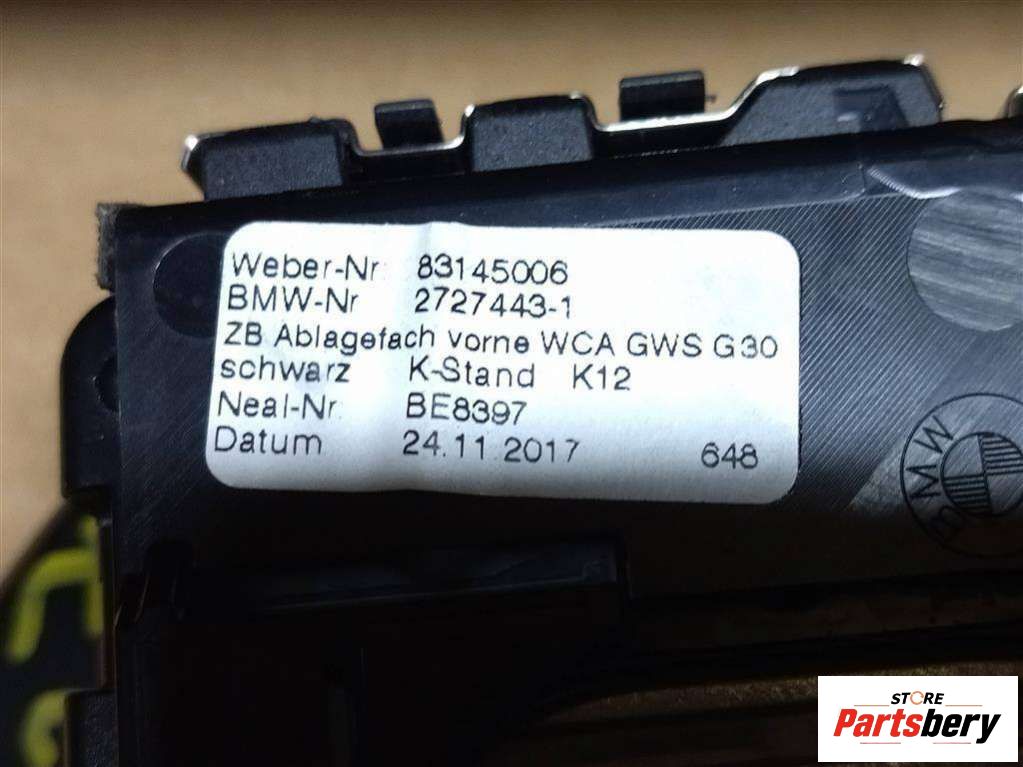 Weber-Nr: 83145006
BMW-Nr 2727443-1
ZB Ablagefach vorne WCA GWS G30
schwarz K-Stand K12
Neal-Nr. BE8397
Datum 24.11.2017 648
BMW
STORE
Partsbery